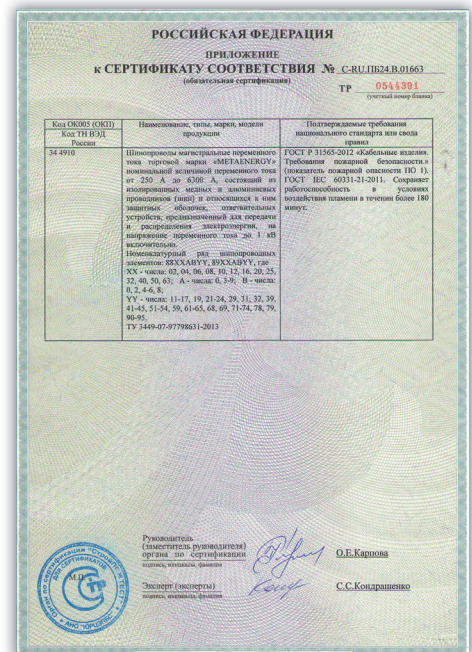 РОССИЙСКАЯ ФЕДЕРАЦИЯ
ПРИЛОЖЕНИЕ
к СЕРТИФИКАТУ СООТВЕТСТВИЯ № C-RU.ПБ24.В.01663
(обязательная сертификация)
ТР 0544391
(учетный номер бланка)
Код ОК005 (ОКП)
Код ТН ВЭД
России
Наименование, типы, марки, модели
продукции
Подтверждаемые требования
национального стандарта или свода
правил
34 4910
Шинопроводы магистральные переменного
тока торговой марки «METAENERGY»
номинальной величиной переменного тока
от 250 А до 6300 А, состоящий из
изолированных медных и алюминиевых
проводников (шин) и относящихся к ним
защитных оболочек, ответвительных
устройств, предназначенный для передачи
и распределения электроэнергии, на
напряжение переменного тока до 1 кВ
включительно.
Номенклатурный ряд шинопроводных
элементов: 88XXABYY, 89XXABYY, где
XX - числа: 02, 04, 06, 08, 10, 12, 16, 20, 25,
32, 40, 50, 63; А - числа: 0, 3-9; В - числа:
0, 2, 4-6, 8;
YY - числа: 11-17, 19, 21-24, 29, 31, 32, 39,
41-45, 51-54, 59, 61-65, 68, 69, 71-74, 78, 79,
90-95.
ТУ 3449-07-97798631-2013
ГОСТ Р 31565-2012 «Кабельные изделия.
Требования пожарной безопасности.»
(показатель пожарной опасности ПО 1).
ГОСТ IEC 60331-21-2011. Сохраняет
работоспособность в условиях
воздействия пламени в течении более 180
минут.
Руководитель
(заместитель руководителя)
органа по сертификации
подпись, инициалы, фамилия
О.Е.Карпова
М.П.
Эксперт (эксперты)
подпись, инициалы, фамилия
С.С.Кондрашенко
ДЛЯ СЕРТИФИКАТОВ